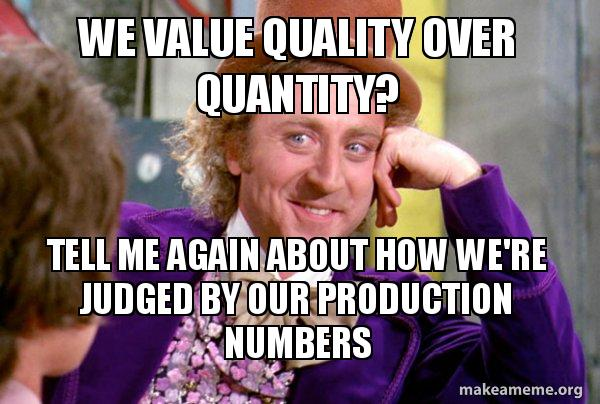 WE VALUE QUALITY OVER
QUANTITY?
TELL ME AGAIN ABOUT HOW WE'RE
JUDGED BY OUR PRODUCTION
NUMBERS
makeameme.org